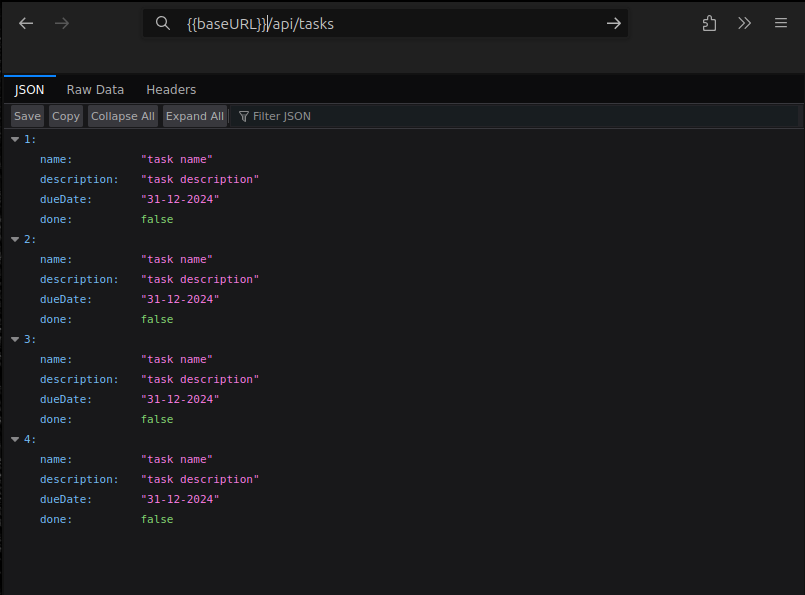 {{baseURL}}/api/tasks
JSON Raw Data Headers
Save Copy Collapse All Expand All Filter JSON
1:
name: "task name"
description: "task description"
dueDate: "31-12-2024"
done: false
2:
name: "task name"
description: "task description"
dueDate: "31-12-2024"
done: false
3:
name: "task name"
description: "task description"
dueDate: "31-12-2024"
done: false
4:
name: "task name"
description: "task description"
dueDate: "31-12-2024"
done: false